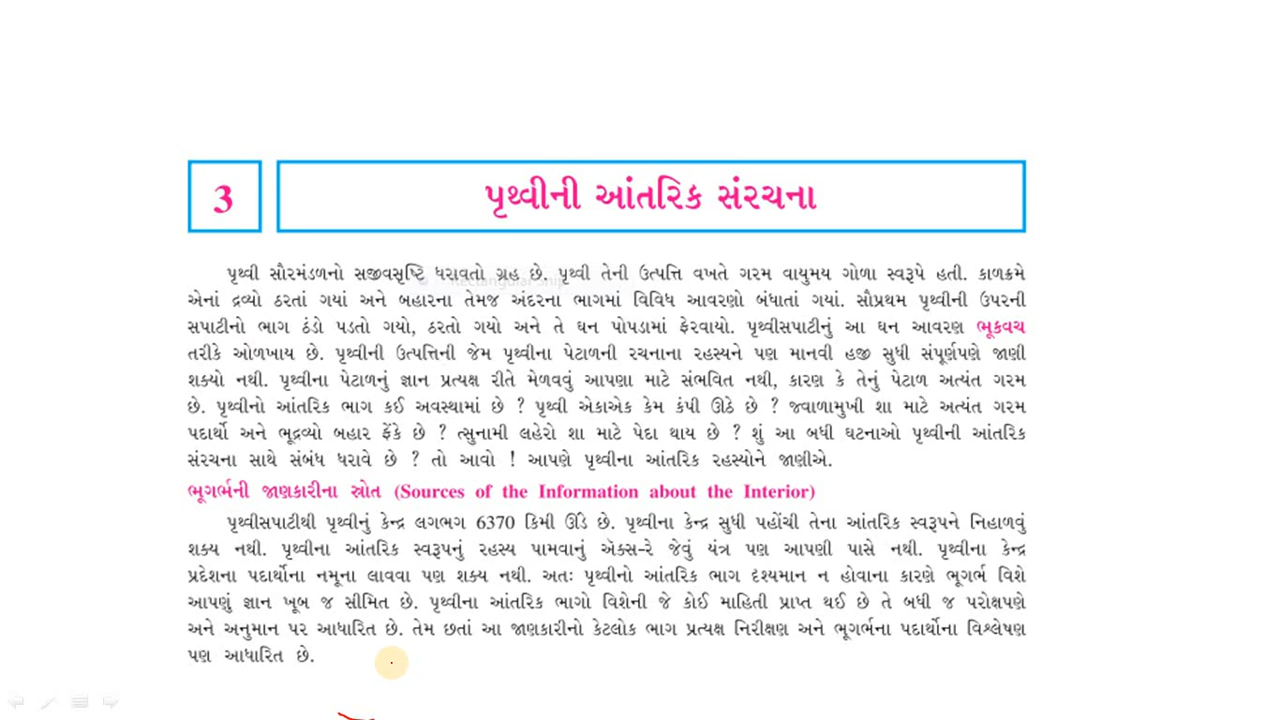 3
પૃથ્વીની આંતરિક સંરચના
પૃથ્વી સૌરમંડળનો સજીવસૃષ્ટિ ધરાવતો ગ્રહ છે. પૃથ્વી તેની ઉત્પત્તિ વખતે ગરમ વાયુમય ગોળા સ્વરૂપે હતી. કાળક્રમે
એનાં દ્રવ્યો ઠરતાં ગયાં અને બહારના તેમજ અંદરના ભાગમાં વિવિધ આવરણો બંધાતાં ગયાં. સૌપ્રથમ પૃથ્વીની ઉપરની
સપાટીનો ભાગ ઠંડો પડતો ગયો, ઠરતો ગયો અને તે ઘન પોપડામાં ફેરવાયો. પૃથ્વીસપાટીનું આ ઘન આવરણ ભૂકવચ
તરીકે ઓળખાય છે. પૃથ્વીની ઉત્પત્તિની જેમ પૃથ્વીના પેટાળની રચનાના રહસ્યને પણ માનવી હજી સુધી સંપૂર્ણપણે જાણી
શક્યો નથી. પૃથ્વીના પેટાળનું જ્ઞાન પ્રત્યક્ષ રીતે મેળવવું આપણા માટે સંભવિત નથી, કારણ કે તેનું પેટાળ અત્યંત ગરમ
છે. પૃથ્વીનો આંતરિક ભાગ કઈ અવસ્થામાં છે ? પૃથ્વી એકાએક કેમ કંપી ઊઠે છે ? જ્વાળામુખી શા માટે અત્યંત ગરમ
પદાર્થો અને ભૂદ્રવ્યો બહાર ફેંકે છે ? ત્સુનામી લહેરો શા માટે પેદા થાય છે ? શું આ બધી ઘટનાઓ પૃથ્વીની આંતરિક
સંરચના સાથે સંબંધ ધરાવે છે ? તો આવો ! આપણે પૃથ્વીના આંતરિક રહસ્યોને જાણીએ.
ભૂગર્ભની જાણકારીના સ્રોત (Sources of the Information about the Interior)
પૃથ્વીસપાટીથી પૃથ્વીનું કેન્દ્ર લગભગ 6370 કિમી ઊંડે છે. પૃથ્વીના કેન્દ્ર સુધી પહોંચી તેના આંતરિક સ્વરૂપને નિહાળવું
શક્ય નથી. પૃથ્વીના આંતરિક સ્વરૂપનું રહસ્ય પામવાનું ઍક્સ-રે જેવું યંત્ર પણ આપણી પાસે નથી. પૃથ્વીના કેન્દ્ર
પ્રદેશના પદાર્થોના નમૂના લાવવા પણ શક્ય નથી. અતઃ પૃથ્વીનો આંતરિક ભાગ દૃશ્યમાન ન હોવાના કારણે ભૂગર્ભ વિશે
આપણું જ્ઞાન ખૂબ જ સીમિત છે. પૃથ્વીના આંતરિક ભાગો વિશેની જે કોઈ માહિતી પ્રાપ્ત થઈ છે તે બધી જ પરોક્ષપણે
અને અનુમાન પર આધારિત છે. તેમ છતાં આ જાણકારીનો કેટલોક ભાગ પ્રત્યક્ષ નિરીક્ષણ અને ભૂગર્ભના પદાર્થોના વિશ્લેષણ
પણ આધારિત છે.